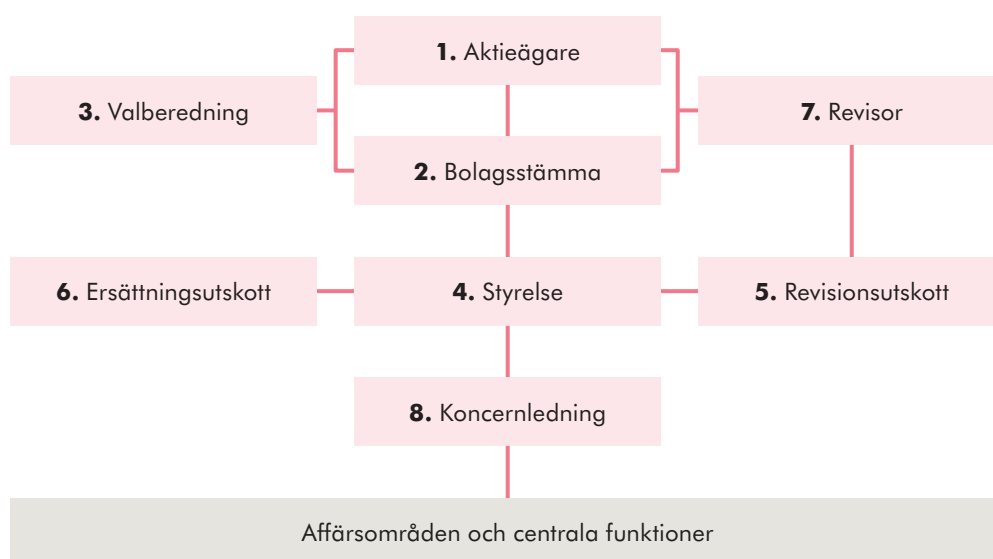 1. Aktieägare
3. Valberedning
7. Revisor
2. Bolagsstämma
6. Ersättningsutskott
4. Styrelse
5. Revisionsutskott
8. Koncernledning
Affärsområden och centrala funktioner